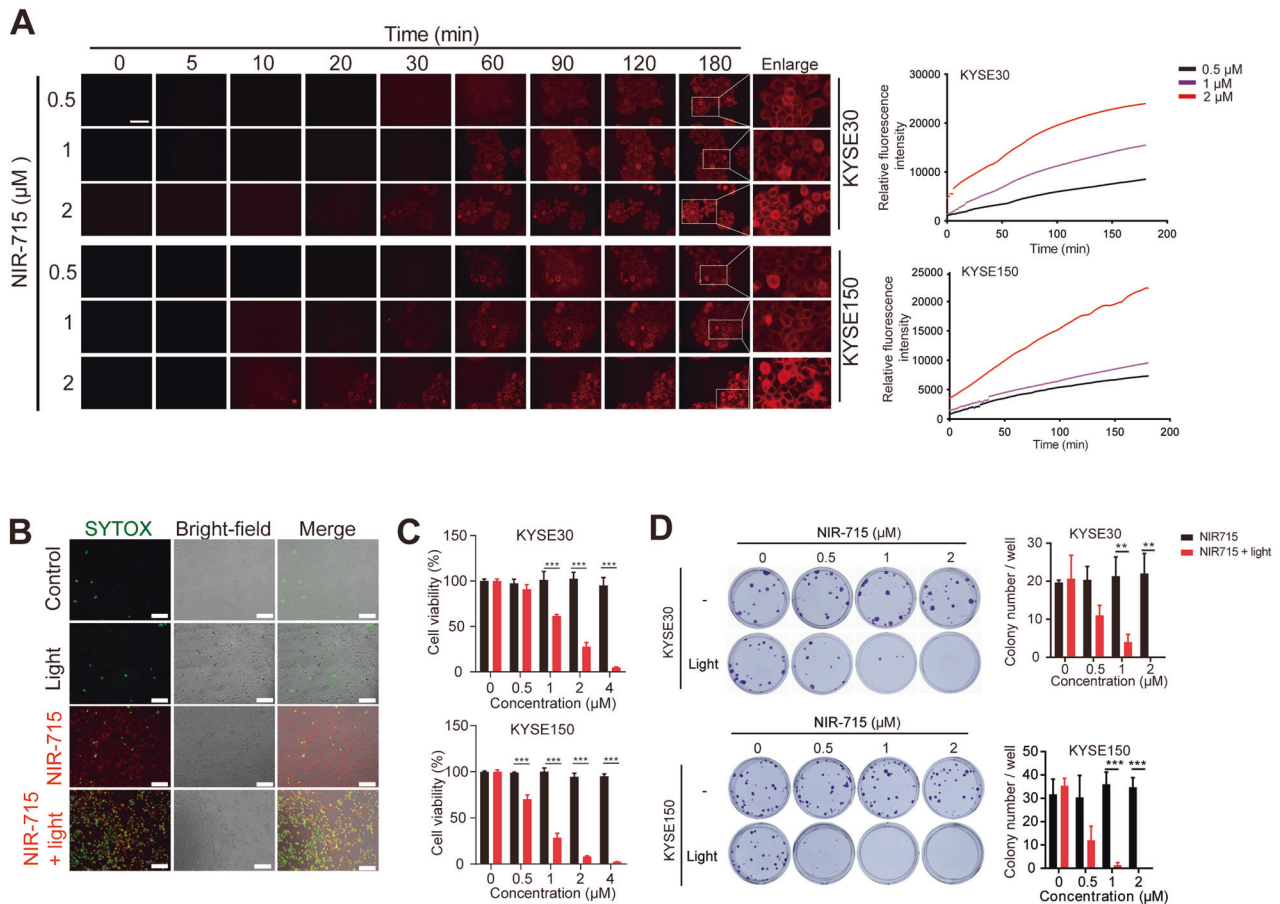 A
Time (min)
0 5 10 20 30 60 90 120 180 Enlarge
NIR-715 (μM)
0.5
1
2
KYSE30
0.5
1
2
KYSE150
KYSE30
Relative fluorescence
intensity
30000
20000
10000
0
0 50 100 150 200
Time (min)
0.5 μM
1 μM
2 μM
KYSE150
Relative fluorescence
intensity
25000
20000
15000
10000
5000
0
0 50 100 150 200
Time (min)
B
SYTOX Bright-field Merge
Control
Light
NIR-715
NIR-715
+ light
C
KYSE30
Cell viability (%)
150
100
50
0
*** *** ***
0 0.5 1 2 4
Concentration (μM)
KYSE150
Cell viability (%)
150
100
50
0
*** *** *** ***
0 0.5 1 2 4
Concentration (μM)
D
NIR-715 (μM)
0 0.5 1 2
KYSE30
-
Light
KYSE30
Colony number / well
40
30
20
10
0
** **
0 0.5 1 2
Concentration (μM)
NIR715
NIR715 + light
NIR-715 (μM)
0 0.5 1 2
KYSE150
-
Light
KYSE150
Colony number / well
50
40
30
20
10
0
*** ***
0 0.5 1 2
Concentration (μM)